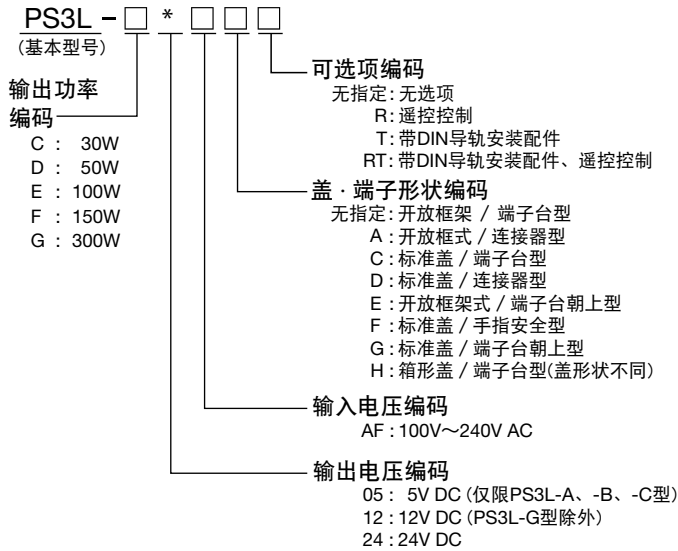 PS3L - □ * □ □ □
(基本型号)
输出功率
编码
C : 30W
D : 50W
E : 100W
F : 150W
G : 300W
可选项编码
无指定:无选项
R:遥控控制
T:带DIN导轨安装配件
RT:带DIN导轨安装配件、遥控控制
盖 · 端子形状编码
无指定:开放框架 / 端子台型
A:开放框式 / 连接器型
C:标准盖 / 端子台型
D:标准盖 / 连接器型
E:开放框架式 / 端子台朝上型
F:标准盖 / 手指安全型
G:标准盖 / 端子台朝上型
H:箱形盖 / 端子台型(盖形状不同)
输入电压编码
AF : 100V～240V AC
输出电压编码
05 : 5V DC (仅限PS3L-A、-B、-C型)
12 : 12V DC (PS3L-G型除外)
24 : 24V DC